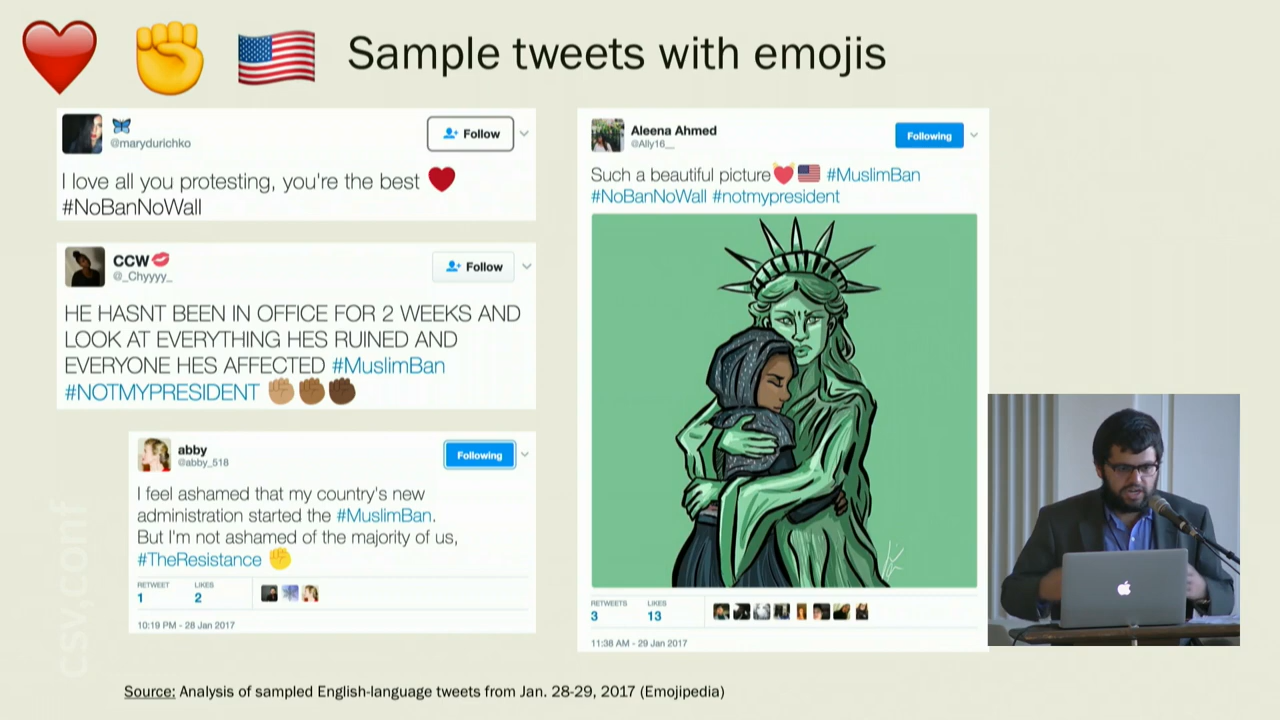 Sample tweets with emojis
@marydurichko
Follow
I love all you protesting, you're the best
#NoBanNoWall
CCW
@_Chyyyy_
Follow
HE HASNT BEEN IN OFFICE FOR 2 WEEKS AND
LOOK AT EVERYTHING HES RUINED AND
EVERYONE HES AFFECTED #MuslimBan
#NOTMYPRESIDENT
abby
@abby_518
Following
I feel ashamed that my country's new
administration started the #MuslimBan.
But I'm not ashamed of the majority of us,
#TheResistance
RETWEET LIKES
1 2
10:19 PM - 28 Jan 2017
Aleena Ahmed
@Ally16__
Following
Such a beautiful picture #MuslimBan
#NoBanNoWall #notmypresident
RETWEETS LIKES
3 13
11:38 AM - 29 Jan 2017
csv,conf
Source: Analysis of sampled English-language tweets from Jan. 28-29, 2017 (Emojipedia)